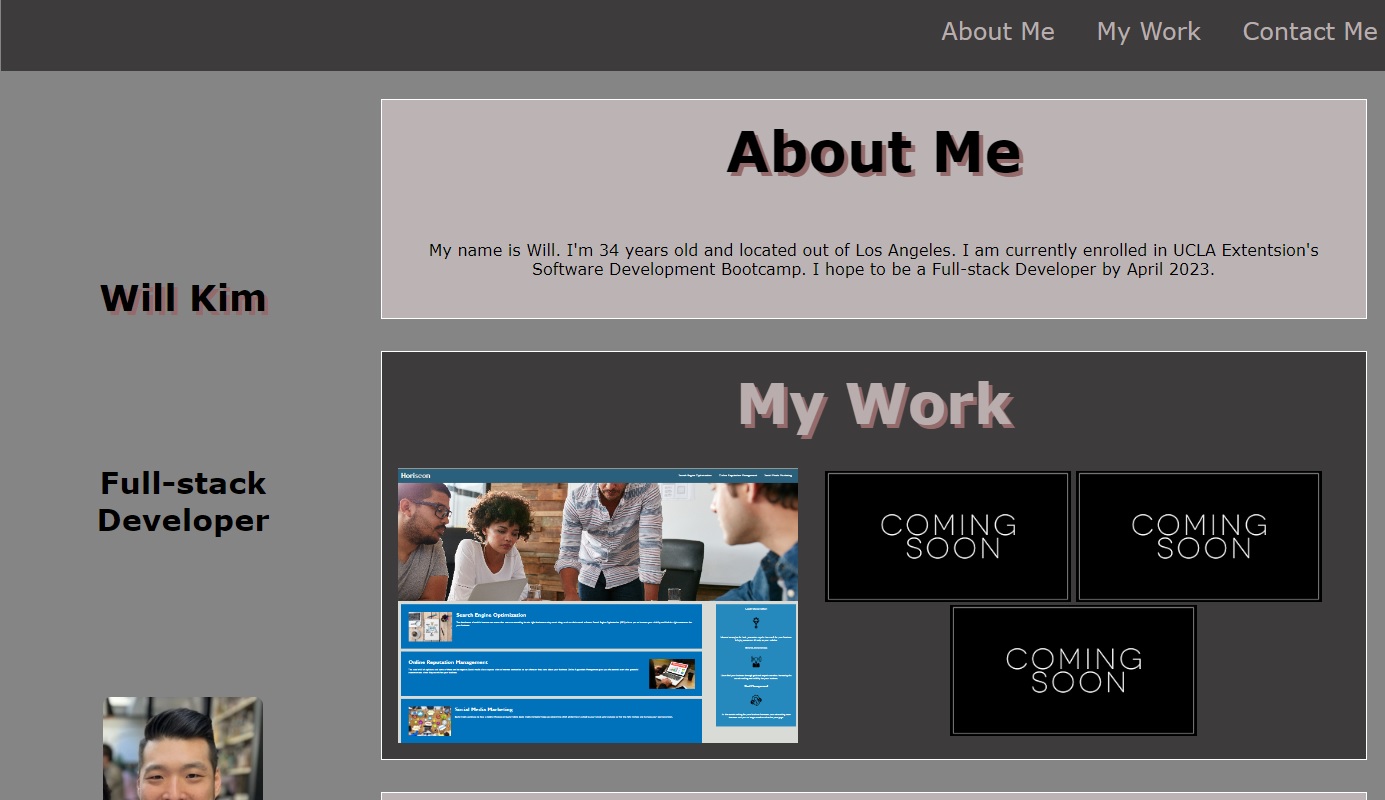 About Me My Work Contact Me
About Me
My name is Will. I'm 34 years old and located out of Los Angeles. I am currently enrolled in UCLA Extentsion's
Software Development Bootcamp. I hope to be a Full-stack Developer by April 2023.
Will Kim
Full-stack
Developer
My Work
Horiseon
Search Engine Optimization
Online Reputation Management
Social Media Marketing
COMING
SOON
COMING
SOON
COMING
SOON